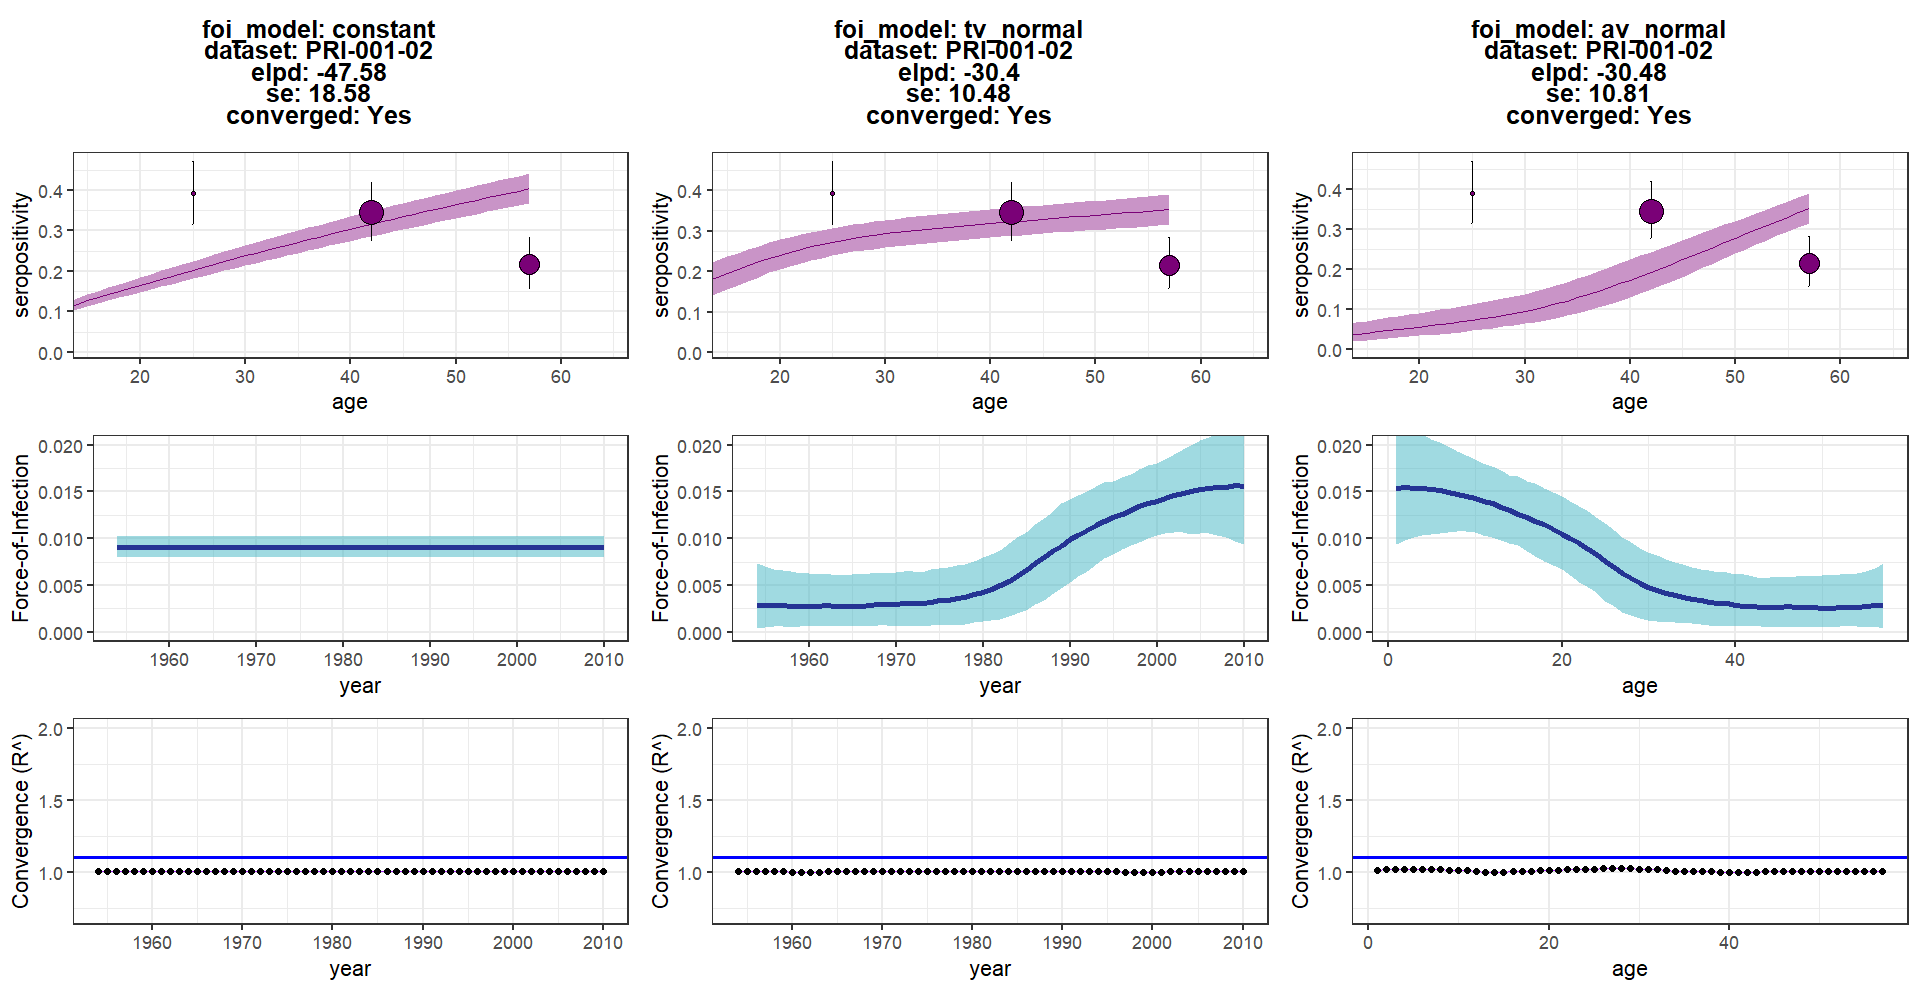 foi_model: constant
dataset: PRI-001-02
elpd: -47.58
se: 18.58
converged: Yes
foi_model: tv_normal
dataset: PRI-001-02
elpd: -30.4
se: 10.48
converged: Yes
foi_model: av_normal
dataset: PRI-001-02
elpd: -30.48
se: 10.81
converged: Yes
seropositivity
0.4
0.3
0.2
0.1
0.0
20 30 40 50 60
age
seropositivity
0.4
0.3
0.2
0.1
0.0
20 30 40 50 60
age
seropositivity
0.4
0.3
0.2
0.1
0.0
20 30 40 50 60
age
Force-of-Infection
0.020
0.015
0.010
0.005
0.000
1960 1970 1980 1990 2000 2010
year
Force-of-Infection
0.020
0.015
0.010
0.005
0.000
1960 1970 1980 1990 2000 2010
year
Force-of-Infection
0.020
0.015
0.010
0.005
0.000
0 20 40
age
Convergence (R^)
2.0
1.5
1.0
1960 1970 1980 1990 2000 2010
year
Convergence (R^)
2.0
1.5
1.0
1960 1970 1980 1990 2000 2010
year
Convergence (R^)
2.0
1.5
1.0
0 20 40
age